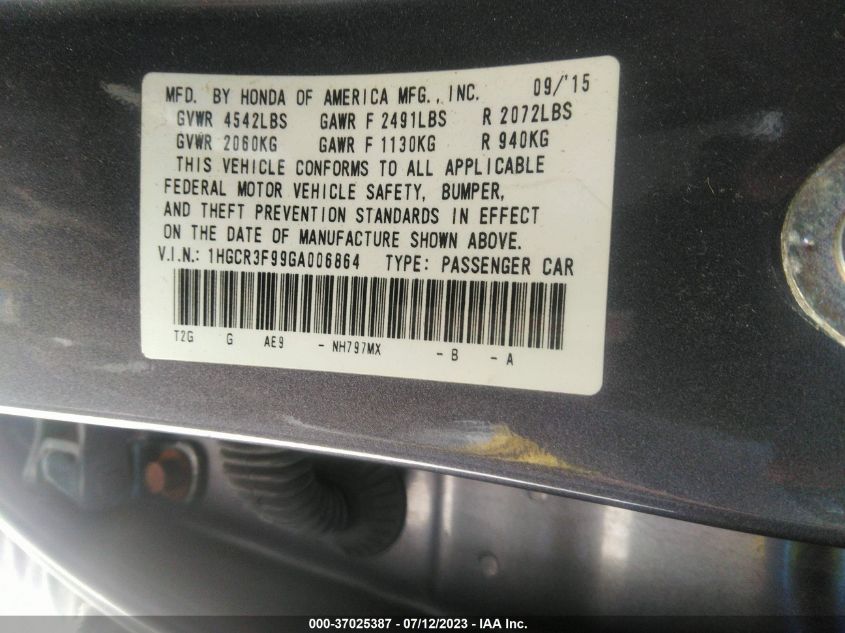 MFD. BY HONDA OF AMERICA MFG., INC. 09/'15
GVWR 4542LBS GAWR F 2491LBS R 2072LBS
GVWR 2060KG GAWR F 1130KG R 940KG
THIS VEHICLE CONFORMS TO ALL APPLICABLE
FEDERAL MOTOR VEHICLE SAFETY, BUMPER,
AND THEFT PREVENTION STANDARDS IN EFFECT
ON THE DATE OF MANUFACTURE SHOWN ABOVE.
V.I.N.: 1HGCR3F99GA006864 TYPE: PASSENGER CAR
T2G G AE9 - NH797MX - B - A
000-37025387 - 07/12/2023 - IAA Inc.